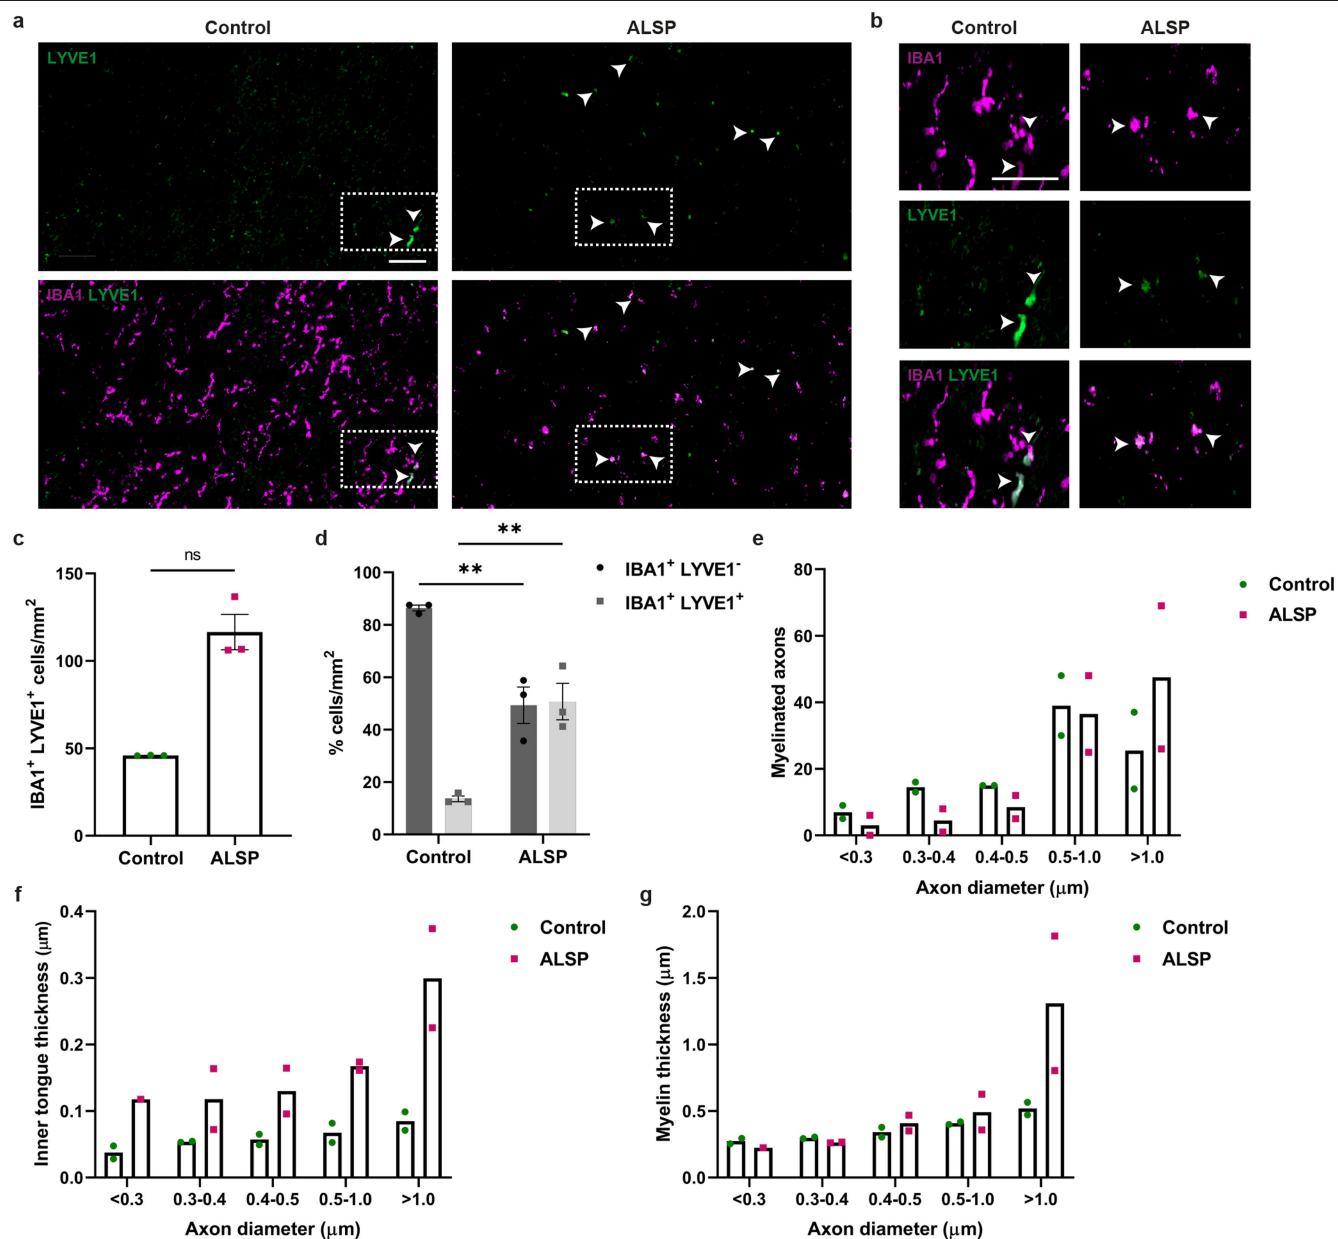 a
Control
ALSP
LYVE1
IBA1 LYVE1
b
Control
ALSP
IBA1
LYVE1
IBA1 LYVE1
c
ns
IBA1+ LYVE1+ cells/mm2
150
100
50
0
Control
ALSP
d
**
**
% cells/mm2
100
80
60
40
20
0
Control
ALSP
IBA1+ LYVE1-
IBA1+ LYVE1+
e
Myelinated axons
80
60
40
20
0
<0.3
0.3-0.4
0.4-0.5
0.5-1.0
>1.0
Axon diameter (μm)
Control
ALSP
f
Inner tongue thickness (μm)
0.4
0.3
0.2
0.1
0.0
<0.3
0.3-0.4
0.4-0.5
0.5-1.0
>1.0
Axon diameter (μm)
Control
ALSP
g
Myelin thickness (μm)
2.0
1.5
1.0
0.5
0.0
<0.3
0.3-0.4
0.4-0.5
0.5-1.0
>1.0
Axon diameter (μm)
Control
ALSP